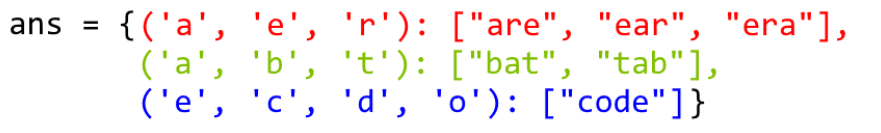 ans = {('a', 'e', 'r'): ["are", "ear", "era"],
('a', 'b', 't'): ["bat", "tab"],
('e', 'c', 'd', 'o'): ["code"]}